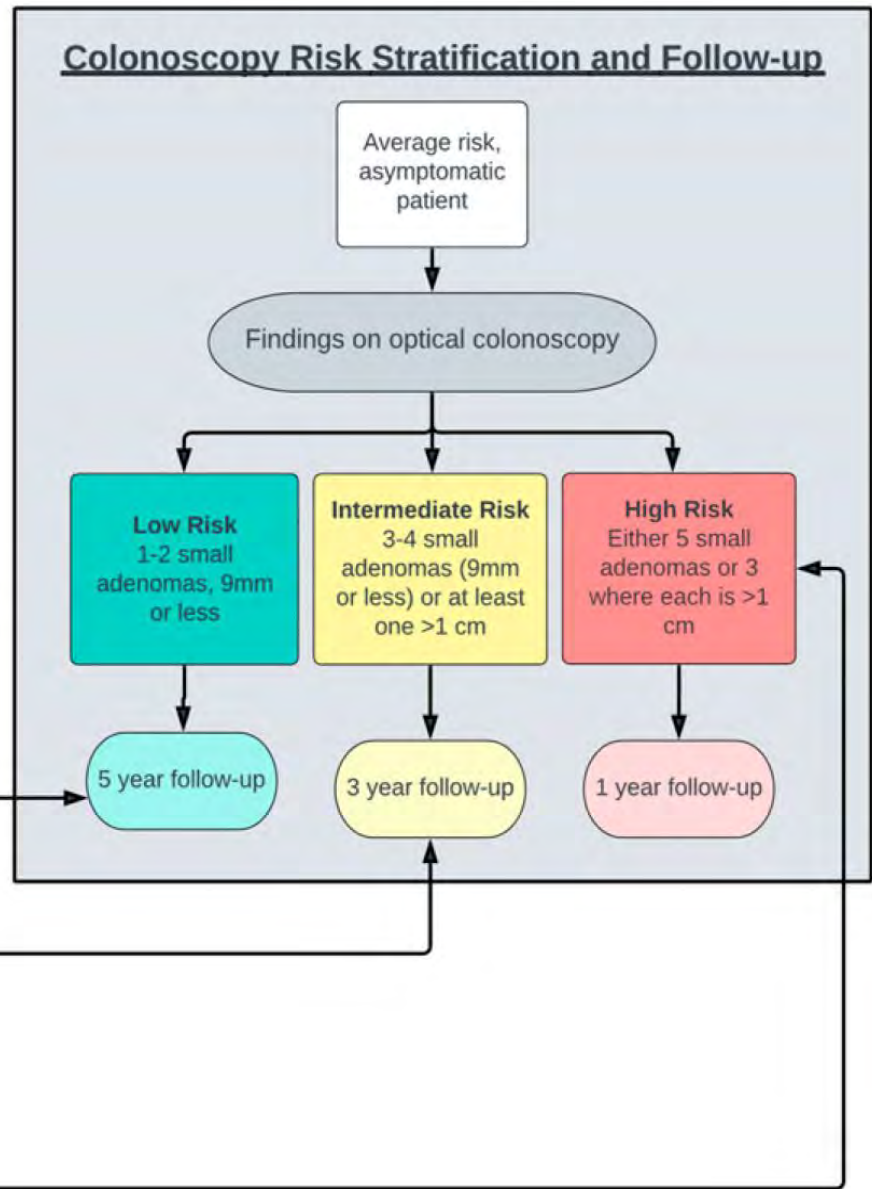 Colonoscopy Risk Stratification and Follow-up
Average risk,
asymptomatic
patient
Findings on optical colonoscopy
Low Risk
1-2 small
adenomas, 9mm
or less
Intermediate Risk
3-4 small
adenomas (9mm
or less) or at least
one >1 cm
High Risk
Either 5 small
adenomas or 3
where each is >1
cm
5 year follow-up
3 year follow-up
1 year follow-up